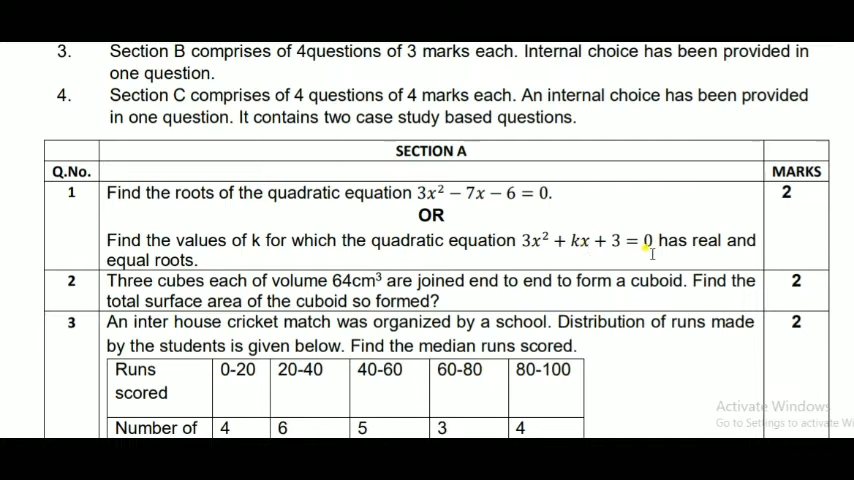 3. Section B comprises of 4questions of 3 marks each. Internal choice has been provided in
one question.
4. Section C comprises of 4 questions of 4 marks each. An internal choice has been provided
in one question. It contains two case study based questions.
SECTION A
Q.No. MARKS
1 Find the roots of the quadratic equation 3x² − 7x − 6 = 0. 2
OR
Find the values of k for which the quadratic equation 3x² + kx + 3 = 0 has real and
equal roots.
2 Three cubes each of volume 64cm³ are joined end to end to form a cuboid. Find the 2
total surface area of the cuboid so formed?
3 An inter house cricket match was organized by a school. Distribution of runs made 2
by the students is given below. Find the median runs scored.
Runs 0-20 20-40 40-60 60-80 80-100
scored
Number of 4 6 5 3 4
Activate Windows
Go to Settings to activate Wi